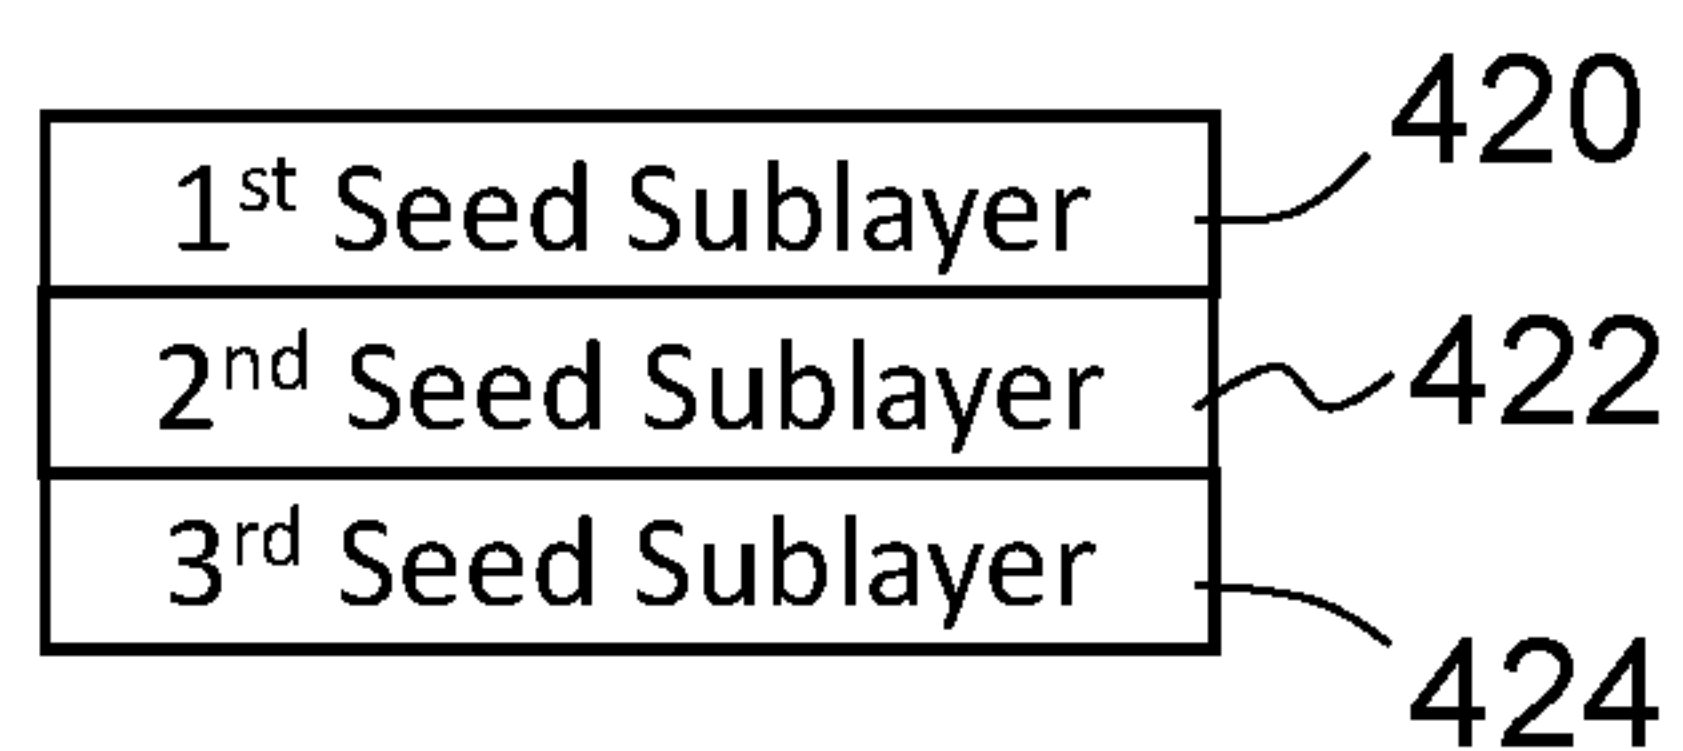 1st Seed Sublayer 420
2nd Seed Sublayer 422
3rd Seed Sublayer 424